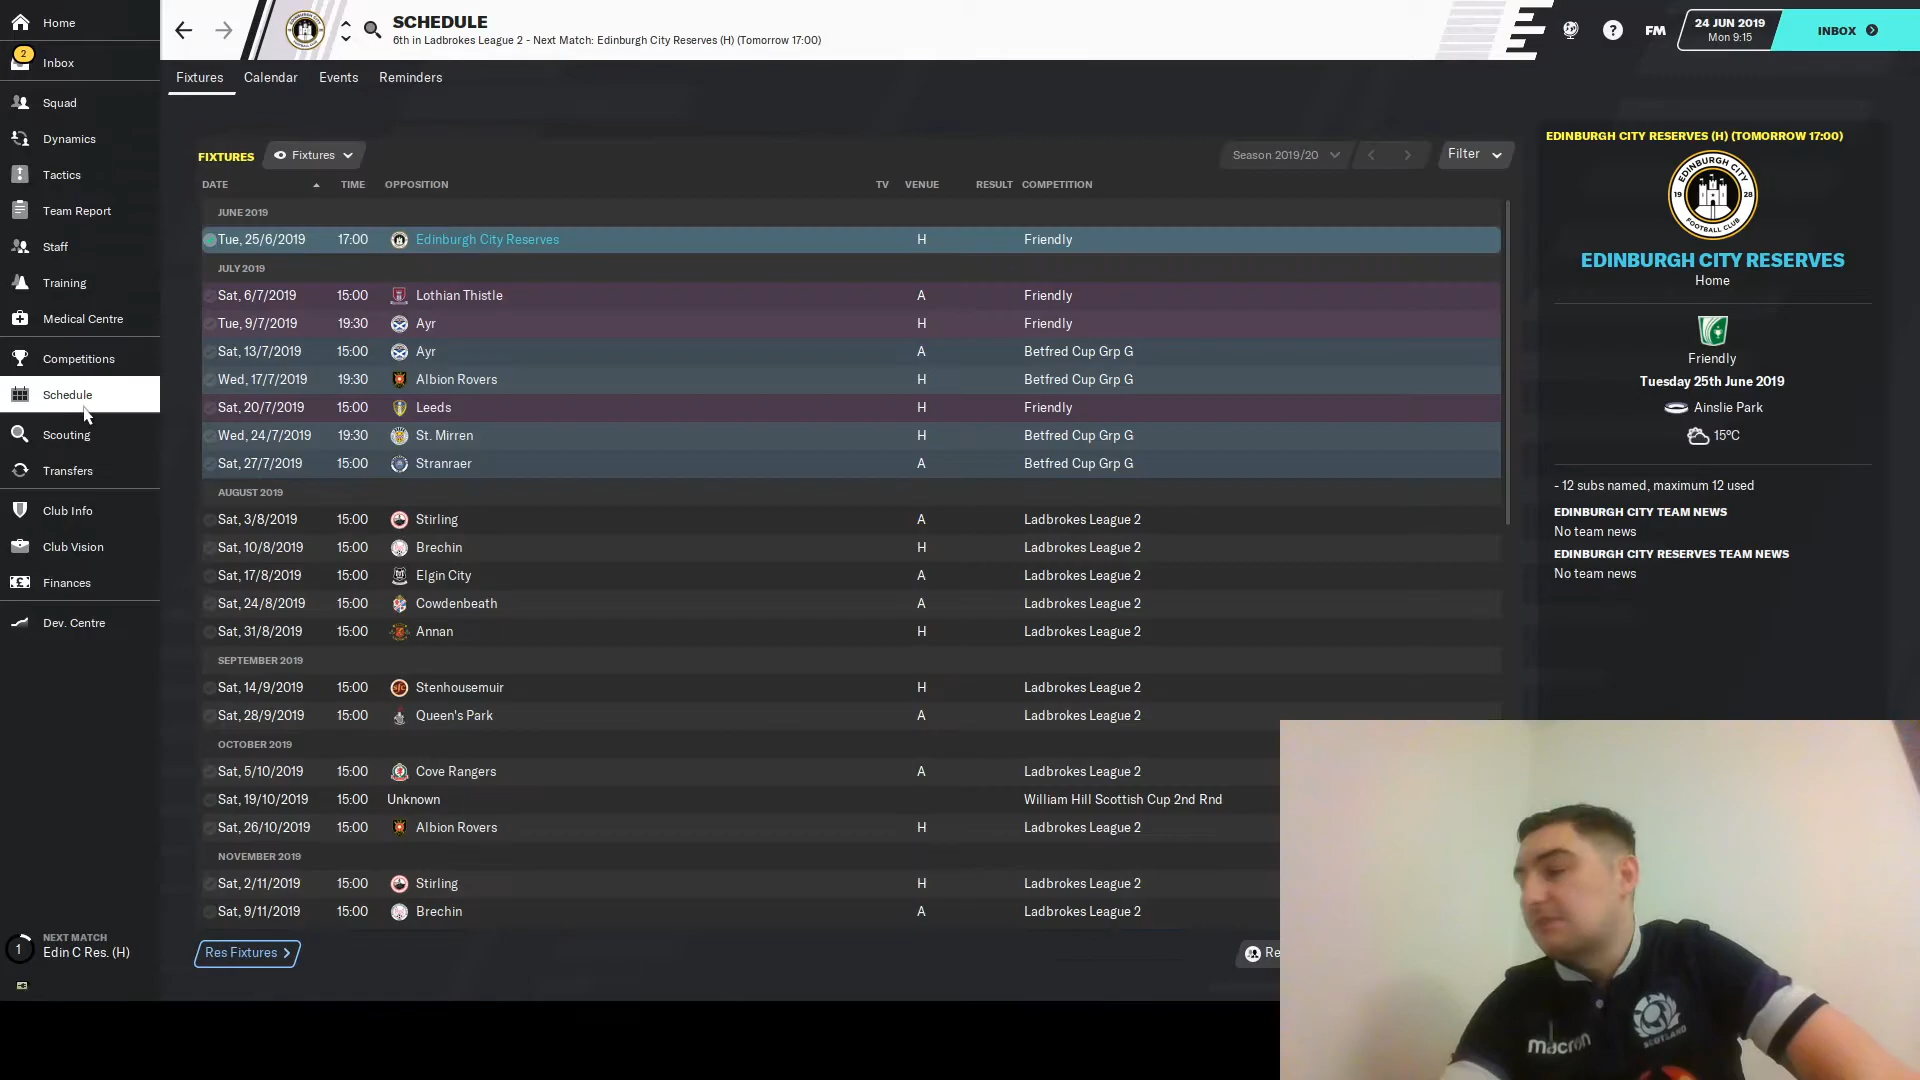 Home
2
Inbox
Squad
Dynamics
Tactics
Team Report
Staff
Training
Medical Centre
Competitions
Schedule
Scouting
Transfers
Club Info
Club Vision
Finances
Dev. Centre
1
NEXT MATCH
Edin C Res. (H)
SCHEDULE
6th in Ladbrokes League 2 - Next Match: Edinburgh City Reserves (H) (Tomorrow 17:00)
? FM
24 JUN 2019
Mon 9:15
INBOX
Fixtures Calendar Events Reminders
FIXTURES Fixtures Season 2019/20 Filter
DATE TIME OPPOSITION TV VENUE RESULT COMPETITION
JUNE 2019
Tue, 25/6/2019 17:00 Edinburgh City Reserves H Friendly
JULY 2019
Sat, 6/7/2019 15:00 Lothian Thistle A Friendly
Tue, 9/7/2019 19:30 Ayr H Friendly
Sat, 13/7/2019 15:00 Ayr A Betfred Cup Grp G
Wed, 17/7/2019 19:30 Albion Rovers H Betfred Cup Grp G
Sat, 20/7/2019 15:00 Leeds H Friendly
Wed, 24/7/2019 19:30 St. Mirren H Betfred Cup Grp G
Sat, 27/7/2019 15:00 Stranraer A Betfred Cup Grp G
AUGUST 2019
Sat, 3/8/2019 15:00 Stirling A Ladbrokes League 2
Sat, 10/8/2019 15:00 Brechin H Ladbrokes League 2
Sat, 17/8/2019 15:00 Elgin City A Ladbrokes League 2
Sat, 24/8/2019 15:00 Cowdenbeath A Ladbrokes League 2
Sat, 31/8/2019 15:00 Annan H Ladbrokes League 2
SEPTEMBER 2019
Sat, 14/9/2019 15:00 Stenhousemuir H Ladbrokes League 2
Sat, 28/9/2019 15:00 Queen's Park A Ladbrokes League 2
OCTOBER 2019
Sat, 5/10/2019 15:00 Cove Rangers A Ladbrokes League 2
Sat, 19/10/2019 15:00 Unknown William Hill Scottish Cup 2nd Rnd
Sat, 26/10/2019 15:00 Albion Rovers H Ladbrokes League 2
NOVEMBER 2019
Sat, 2/11/2019 15:00 Stirling H Ladbrokes League 2
Sat, 9/11/2019 15:00 Brechin A Ladbrokes League 2
Res Fixtures
Re
EDINBURGH CITY RESERVES (H) (TOMORROW 17:00)
EDINBURGH CITY
19 28
FOOTBALL CLUB
EDINBURGH CITY RESERVES
Home
Friendly
Tuesday 25th June 2019
Ainslie Park
15°C
- 12 subs named, maximum 12 used
EDINBURGH CITY TEAM NEWS
No team news
EDINBURGH CITY RESERVES TEAM NEWS
No team news
macron
SCOTLAND